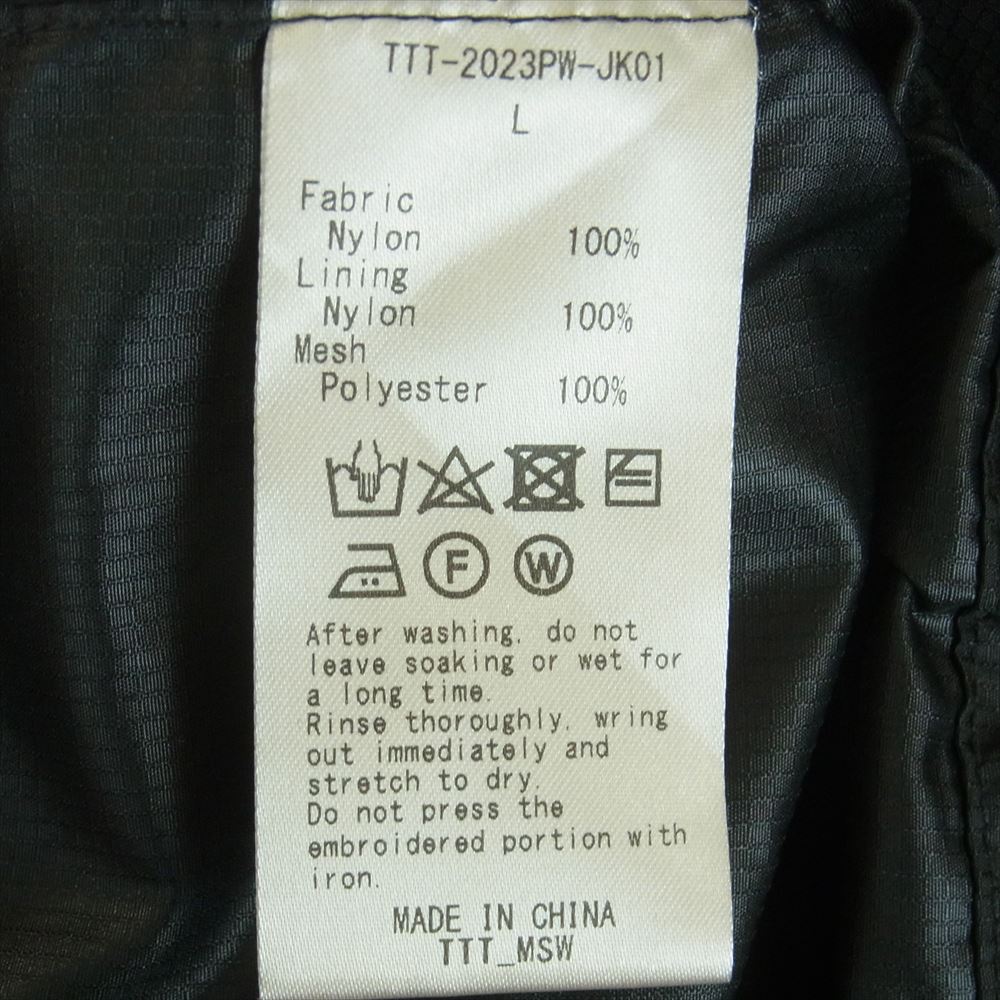 TTT-2023PW-JK01
L
Fabric
Nylon 100%
Lining
Nylon 100%
Mesh
Polyester 100%
F W
After washing, do not
leave soaking or wet for
a long time.
Rinse thoroughly, wring
out immediately and
stretch to dry.
Do not press the
embroidered portion with
iron.
MADE IN CHINA
TTT_MSW